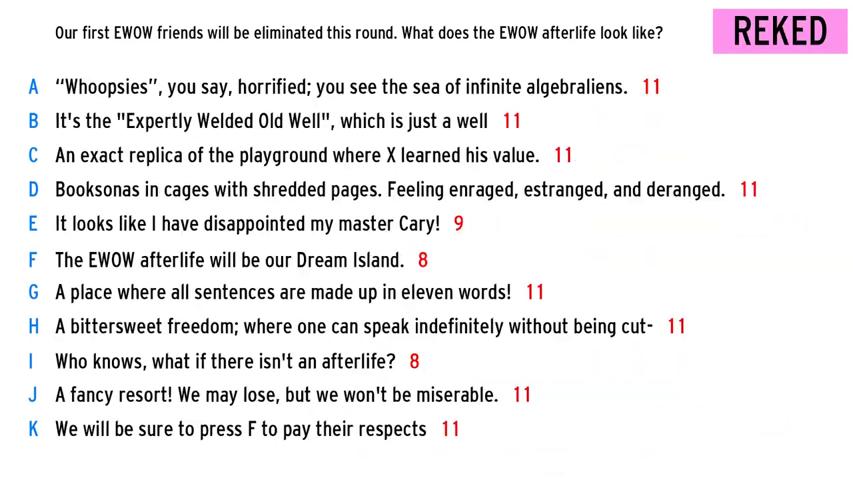 Our first EWOW friends will be eliminated this round. What does the EWOW afterlife look like?
REKED
A “Whoopsies”, you say, horrified; you see the sea of infinite algebraliens. 11
B It's the "Expertly Welded Old Well", which is just a well 11
C An exact replica of the playground where X learned his value. 11
D Booksonas in cages with shredded pages. Feeling enraged, estranged, and deranged. 11
E It looks like I have disappointed my master Cary! 9
F The EWOW afterlife will be our Dream Island. 8
G A place where all sentences are made up in eleven words! 11
H A bittersweet freedom; where one can speak indefinitely without being cut- 11
I Who knows, what if there isn't an afterlife? 8
J A fancy resort! We may lose, but we won't be miserable. 11
K We will be sure to press F to pay their respects 11